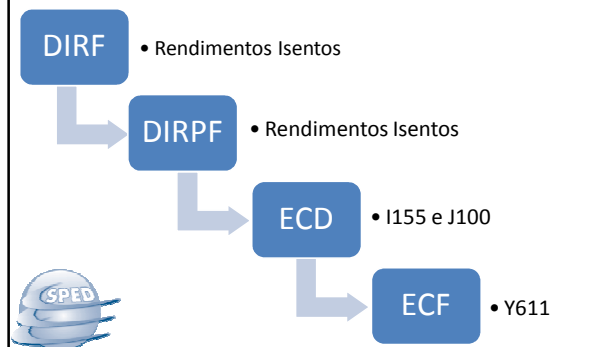 DIRF
• Rendimentos Isentos
DIRPF
• Rendimentos Isentos
ECD
• I155 e J100
ECF
• Y611
SPED